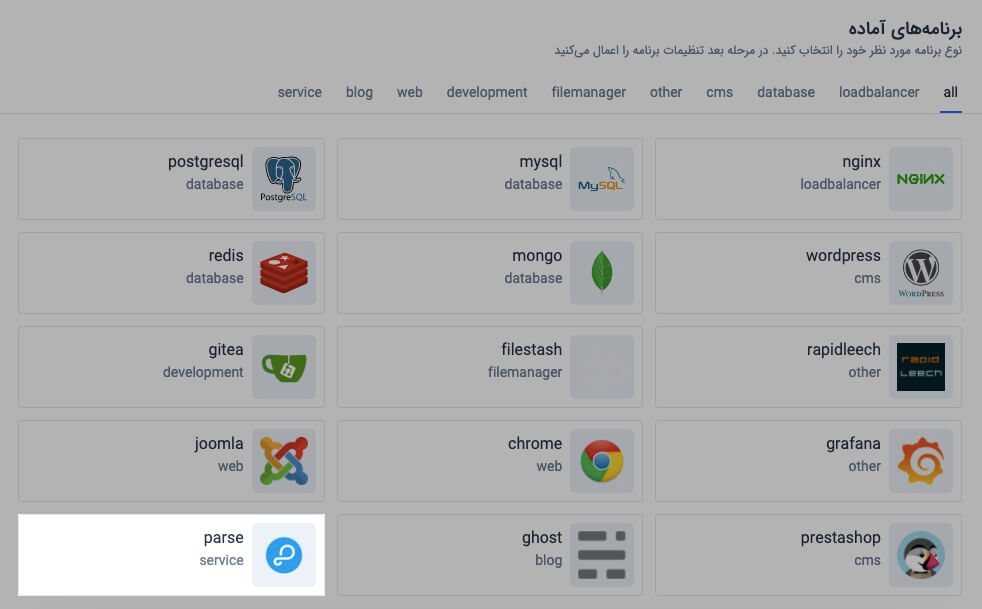 برنامه‌های آماده
نوع برنامه مورد نظر خود را انتخاب کنید. در مرحله بعد تنظیمات برنامه را اعمال می‌کنید
all loadbalancer database cms other filemanager development web blog service
nginx
loadbalancer
NGINX
mysql
database
MySQL
postgresql
database
PostgreSQL
wordpress
cms
WORDPRESS
mongo
database
redis
database
rapidleech
other
RAPID
LEECH
filestash
filemanager
gitea
development
grafana
other
chrome
web
joomla
web
prestashop
cms
ghost
blog
parse
service